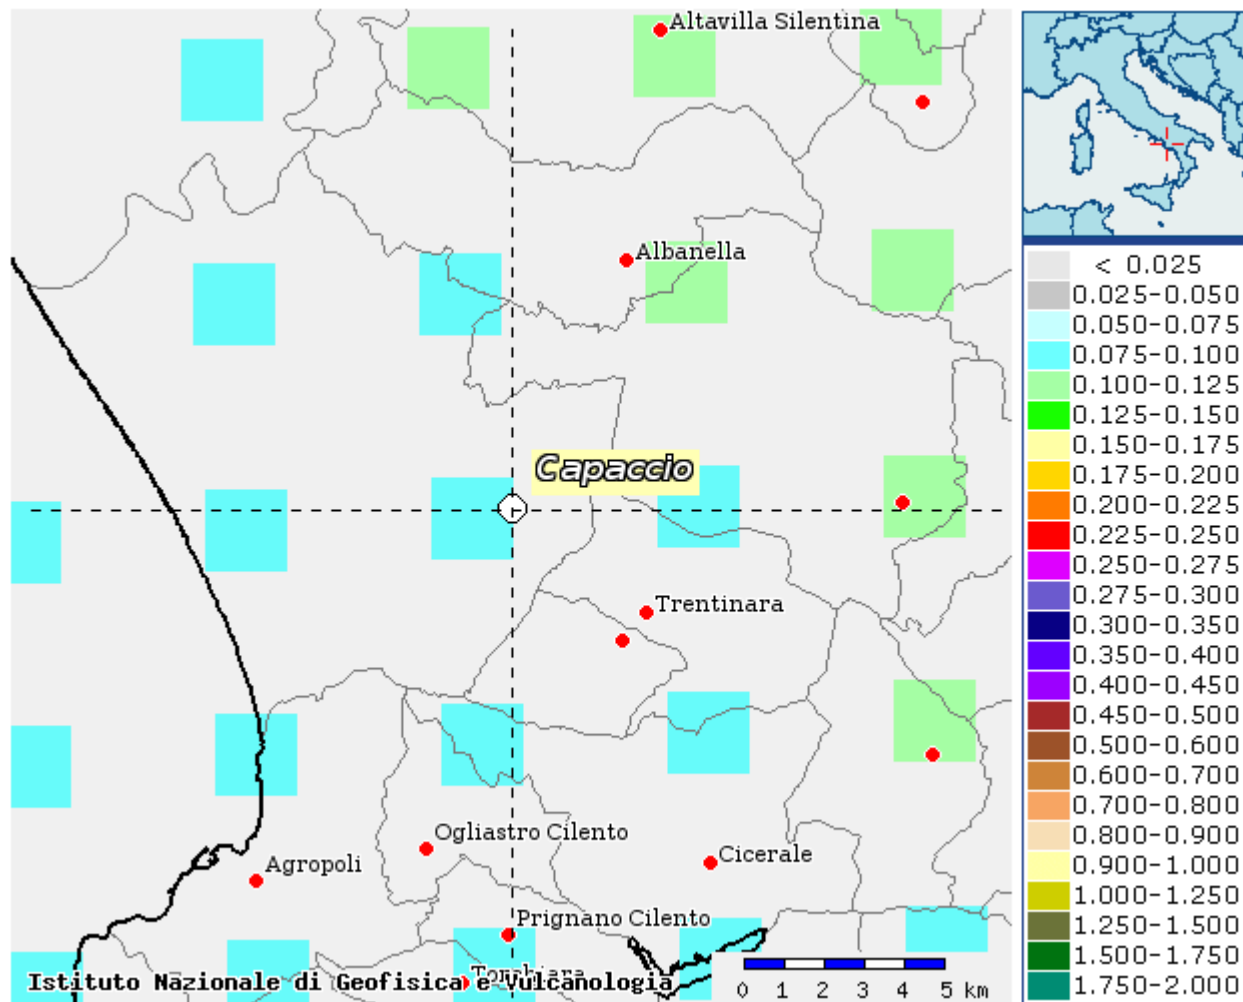 Altavilla Silentina
Albanella
Capaccio
Trentinara
Ogliastro Cilento
Agropoli
Cicerale
Prignano Cilento
Torchiara
Istituto Nazionale di Geofisica e Vulcanologia
0 1 2 3 4 5 km
< 0.025
0.025-0.050
0.050-0.075
0.075-0.100
0.100-0.125
0.125-0.150
0.150-0.175
0.175-0.200
0.200-0.225
0.225-0.250
0.250-0.275
0.275-0.300
0.300-0.350
0.350-0.400
0.400-0.450
0.450-0.500
0.500-0.600
0.600-0.700
0.700-0.800
0.800-0.900
0.900-1.000
1.000-1.250
1.250-1.500
1.500-1.750
1.750-2.000